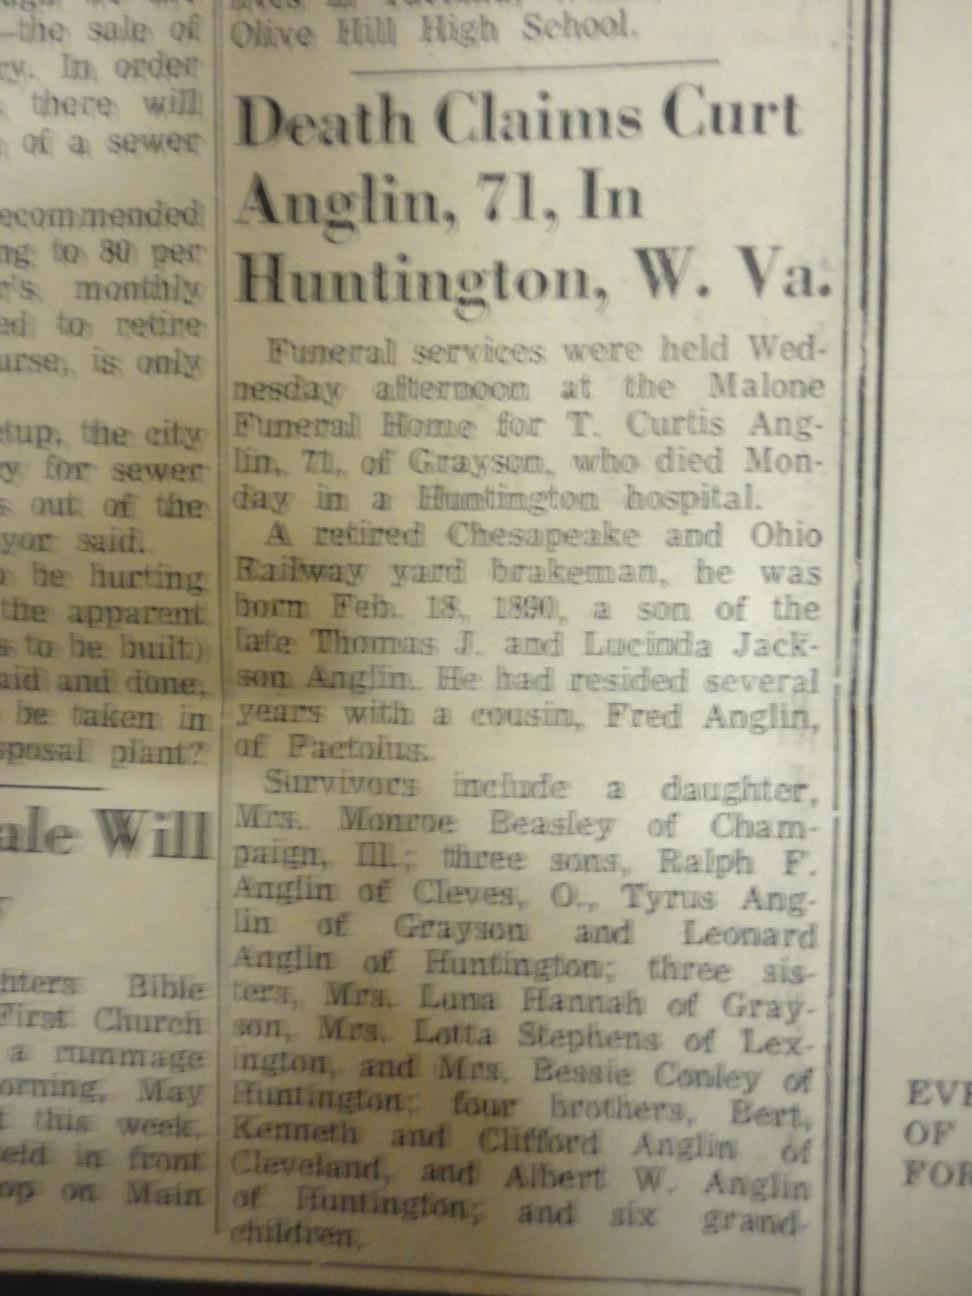 the sale of
ry. In order
there will
of a sewer
ecommended
ng to 80 per
r's monthly
ed to retire
urse, is only
etup, the city
y for sewer
s out of the
yor said.
be hurting
the apparent
s to be built)
aid and done,
be taken in
sposal plant?
ale Will
hters Bible
First Church
a rummage
orning, May
t this week.
eld in front
op on Main
Olive Hill High School.
Death Claims Curt
Anglin, 71, In
Huntington, W. Va.
Funeral services were held Wed-
nesday afternoon at the Malone
Funeral Home for T. Curtis Ang-
lin, 71, of Grayson, who died Mon-
day in a Huntington hospital.
A retired Chesapeake and Ohio
Railway yard brakeman, he was
born Feb. 18, 1890, a son of the
late Thomas J. and Lucinda Jack-
son Anglin. He had resided several
years with a cousin, Fred Anglin,
of Pactolus.
Survivors include a daughter,
Mrs. Monroe Beasley of Cham-
paign, Ill.; three sons, Ralph F.
Anglin of Cleves, O., Tyrus Ang-
lin of Grayson and Leonard
Anglin of Huntington; three sis-
ters, Mrs. Luna Hannah of Gray-
son, Mrs. Lotta Stephens of Lex-
ington, and Mrs. Bessie Conley of
Huntington; four brothers, Bert,
Kenneth and Clifford Anglin of
Cleveland, and Albert W. Anglin
of Huntington; and six grand-
children.
EVE
OF
FOR